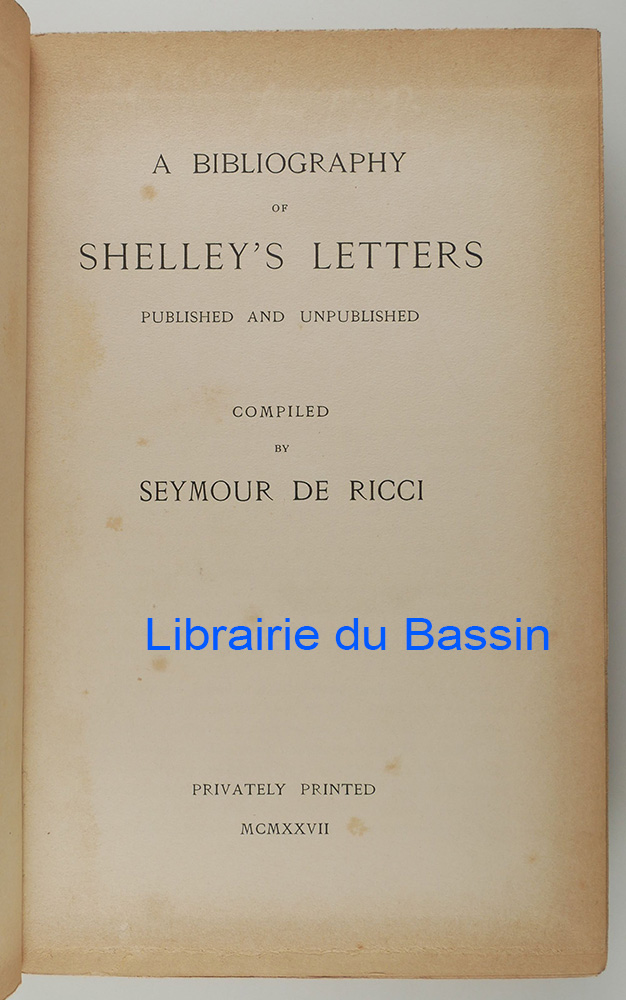 A BIBLIOGRAPHY
OF
SHELLEY'S LETTERS
PUBLISHED AND UNPUBLISHED
COMPILED
BY
SEYMOUR DE RICCI
Librairie du Bassin
PRIVATELY PRINTED
MCMXXVII